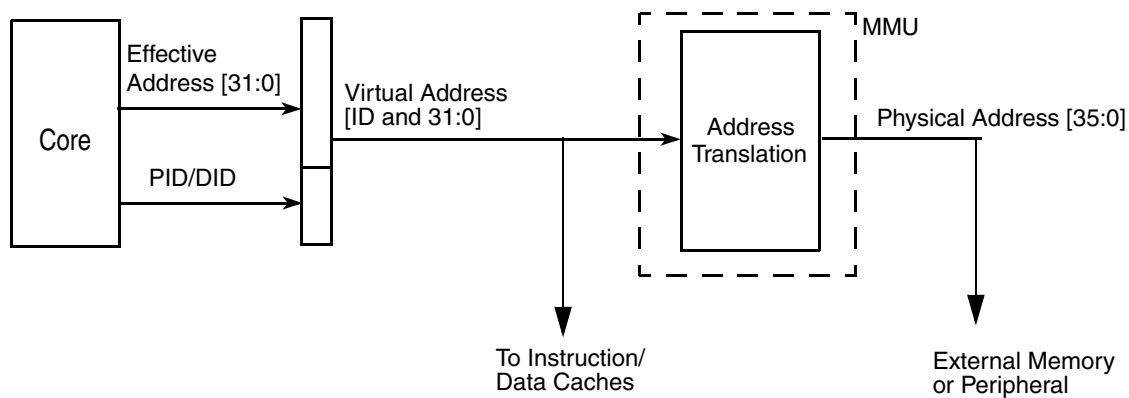 Core
Effective
Address [31:0]
PID/DID
Virtual Address
[ID and 31:0]
MMU
Address
Translation
Physical Address [35:0]
To Instruction/
Data Caches
External Memory
or Peripheral